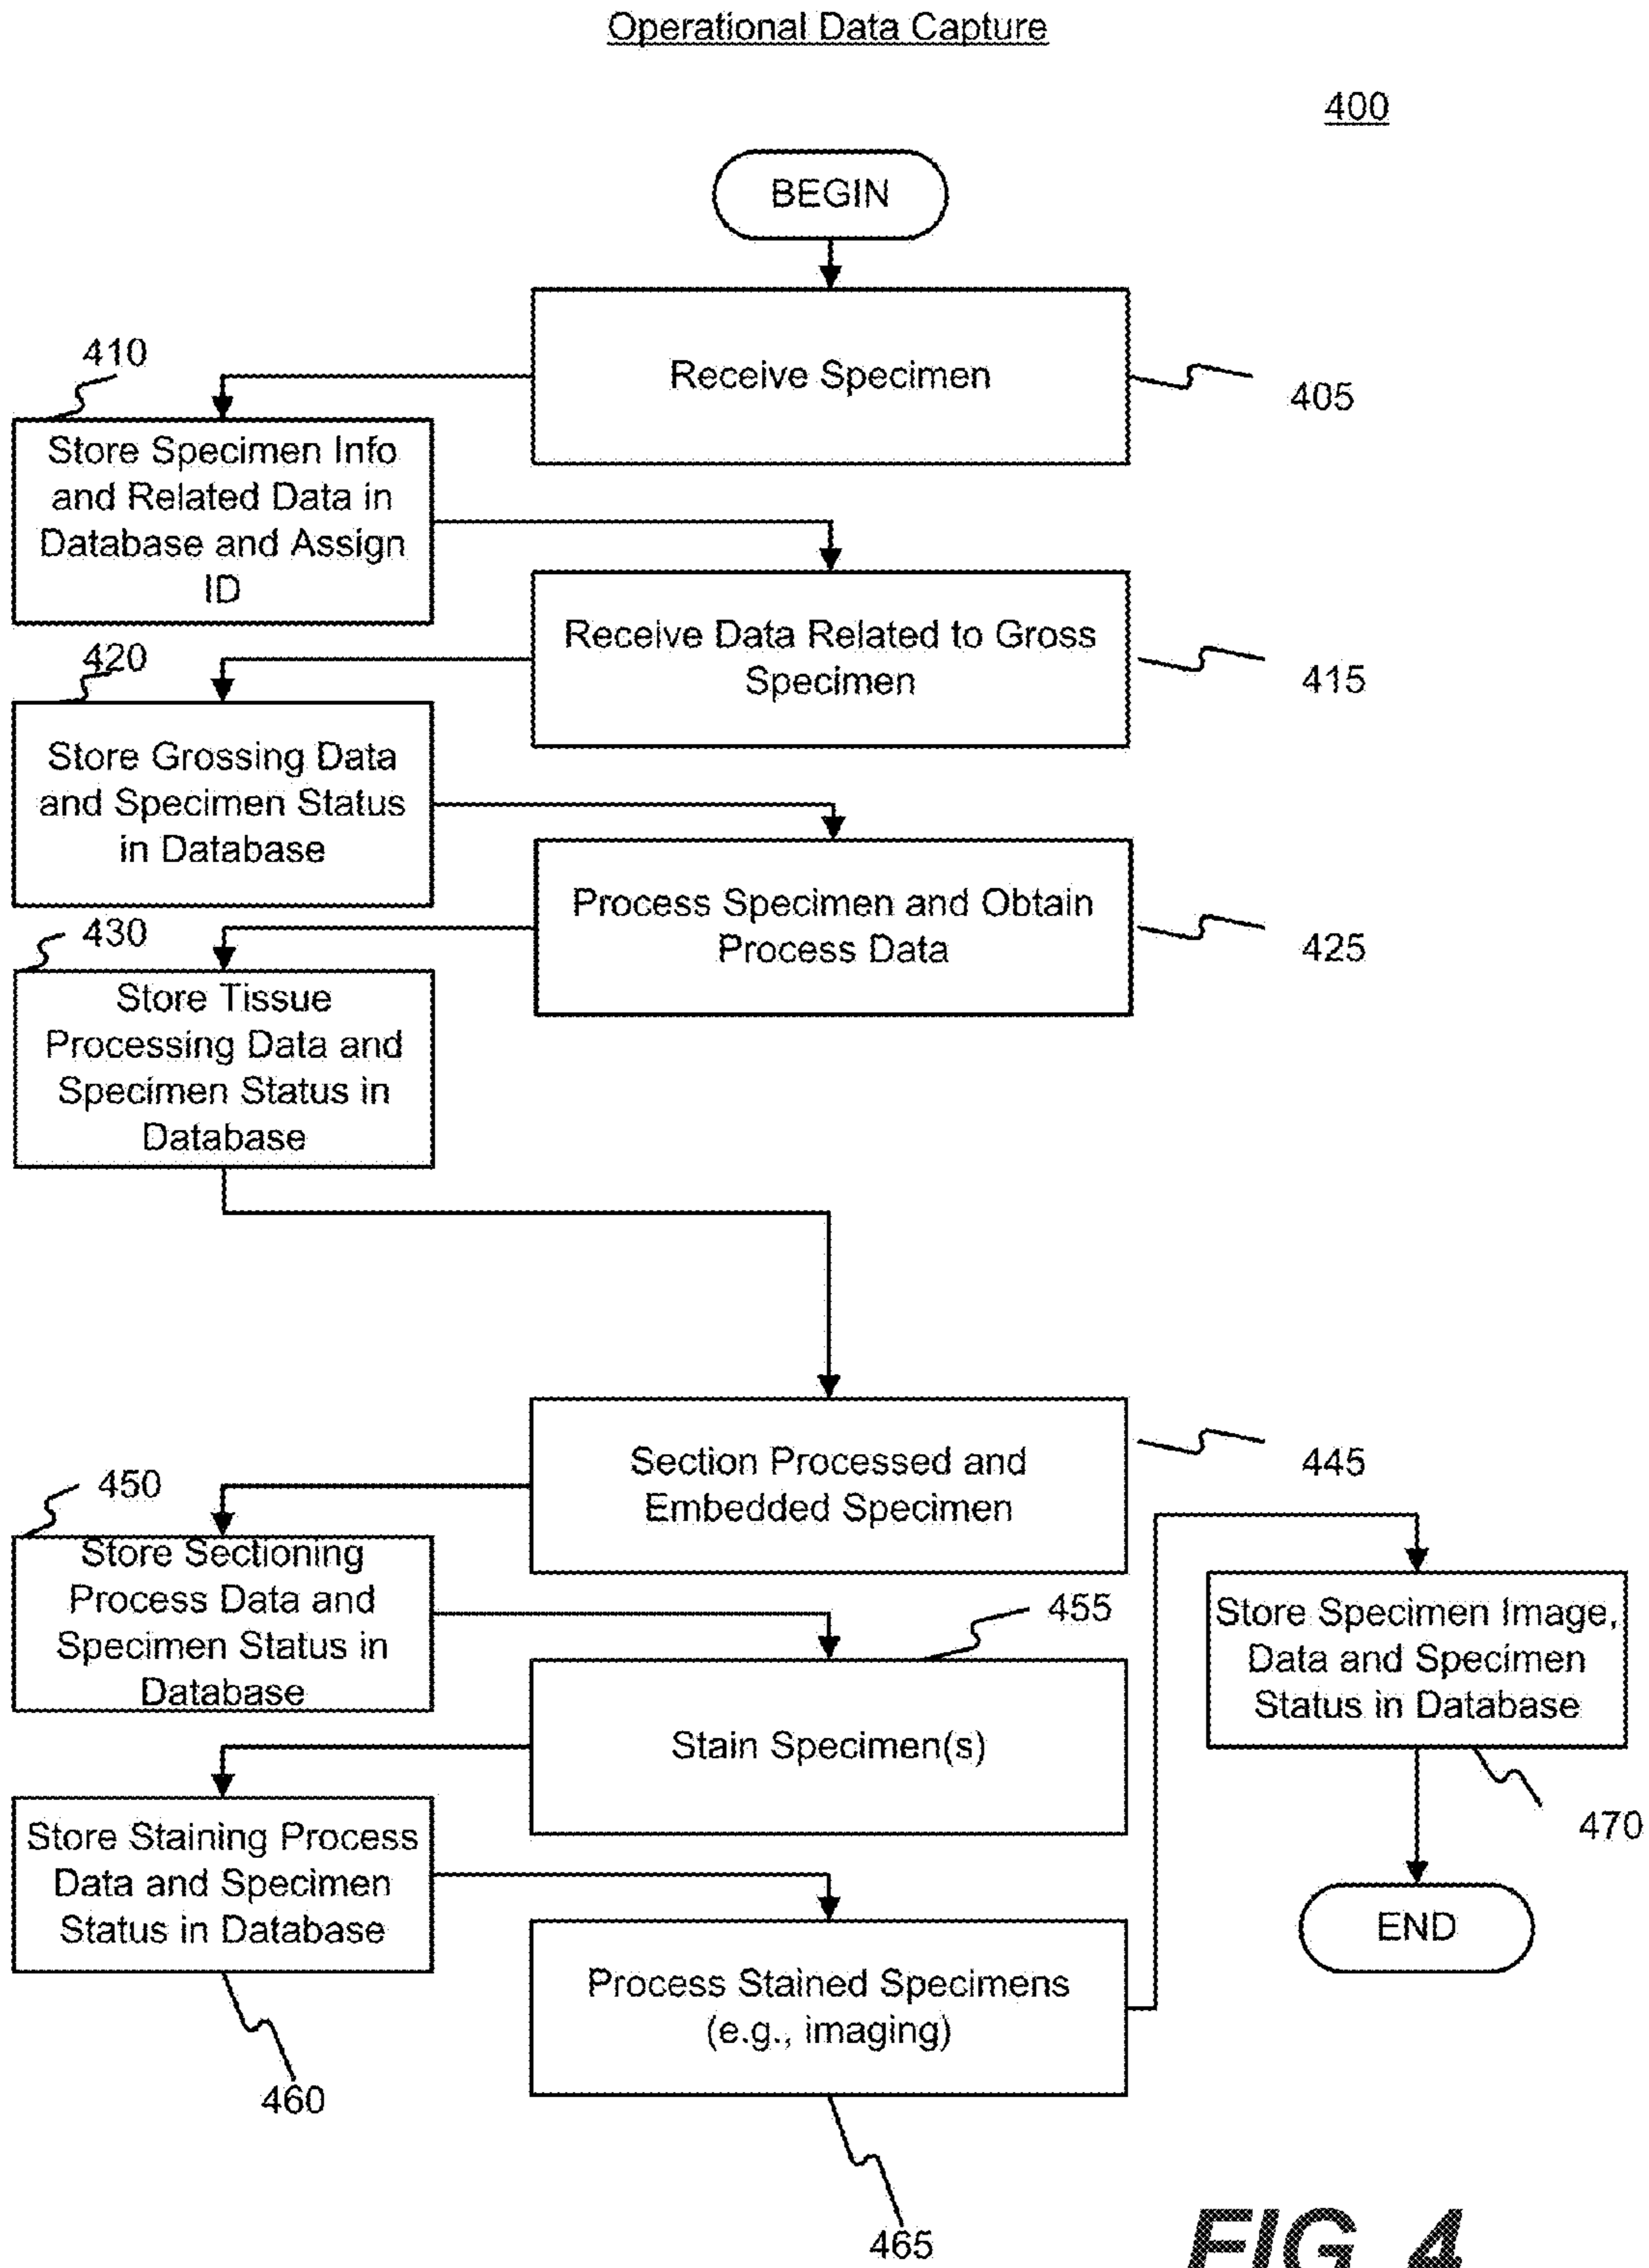 Operational Data Capture
400
BEGIN
Receive Specimen
405
410
Store Specimen Info
and Related Data in
Database and Assign
ID
Receive Data Related to Gross
Specimen
415
420
Store Grossing Data
and Specimen Status
in Database
Process Specimen and Obtain
Process Data
425
430
Store Tissue
Processing Data and
Specimen Status in
Database
Section Processed and
Embedded Specimen
445
450
Store Sectioning
Process Data and
Specimen Status in
Database
455
Stain Specimen(s)
Store Staining Process
Data and Specimen
Status in Database
460
Process Stained Specimens
(e.g., imaging)
465
Store Specimen Image,
Data and Specimen
Status in Database
470
END
FIG. 4